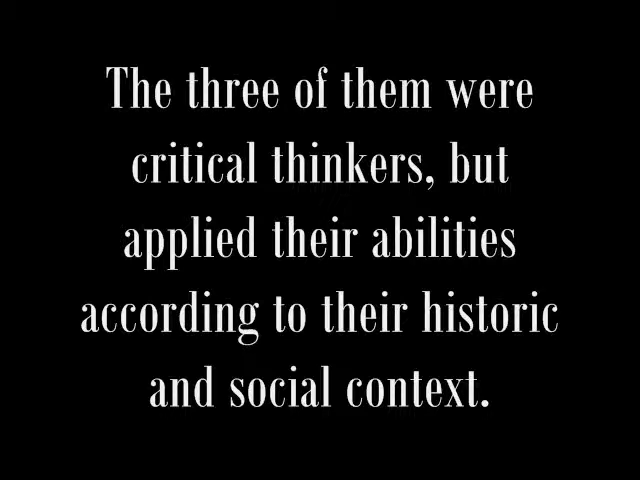 The three of them were
critical thinkers, but
applied their abilities
according to their historic
and social context.